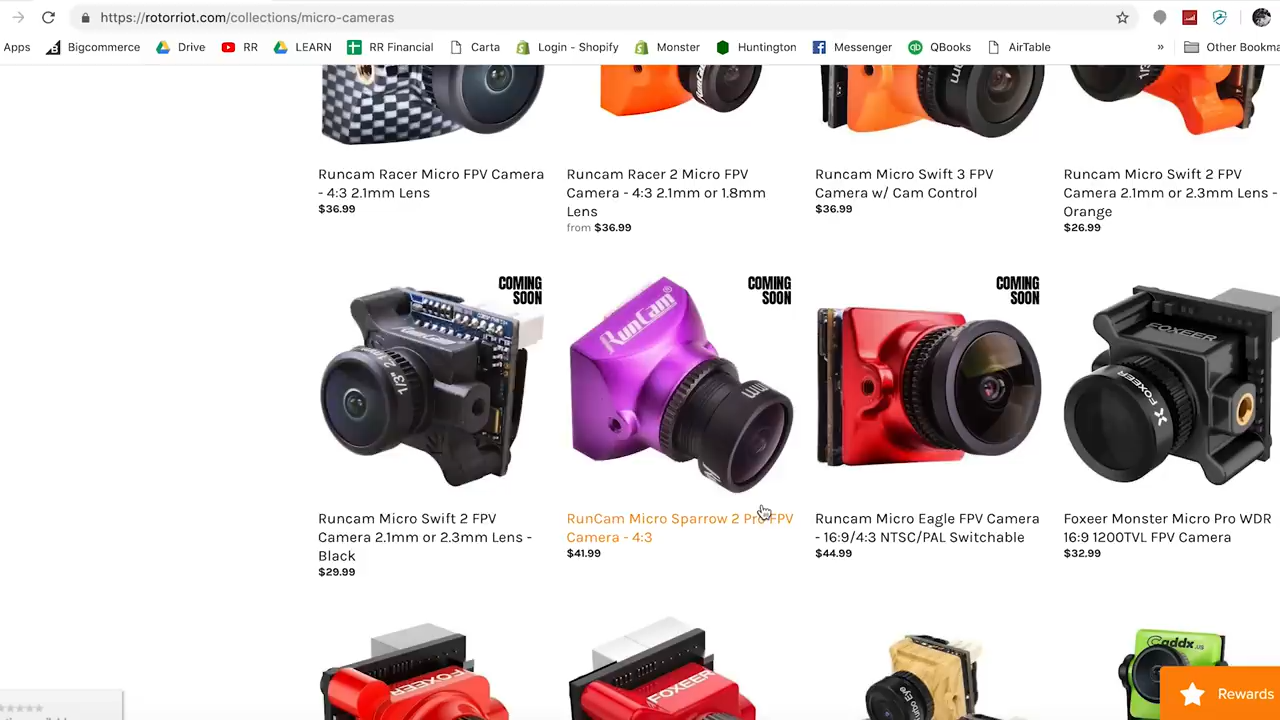 https://rotorriot.com/collections/micro-cameras
Apps Bigcommerce Drive RR LEARN RR Financial Carta Login - Shopify Monster Huntington Messenger QBooks AirTable » Other Bookma
Runcam Racer Micro FPV Camera
- 4:3 2.1mm Lens
$36.99
Runcam Racer 2 Micro FPV
Camera - 4:3 2.1mm or 1.8mm
Lens
from $36.99
Runcam Micro Swift 3 FPV
Camera w/ Cam Control
$36.99
Runcam Micro Swift 2 FPV
Camera 2.1mm or 2.3mm Lens -
Orange
$26.99
COMING
SOON
1/3"
Runcam Micro Swift 2 FPV
Camera 2.1mm or 2.3mm Lens -
Black
$29.99
COMING
SOON
RunCam®
RunCam Micro Sparrow 2 Pro FPV
Camera - 4:3
$41.99
COMING
SOON
Runcam Micro Eagle FPV Camera
- 16:9/4:3 NTSC/PAL Switchable
$44.99
FOXEER
FOXEER
Foxeer Monster Micro Pro WDR
16:9 1200TVL FPV Camera
$32.99
FOXEER
FOXEER
Turbo Eye
Caddx.us
Rewards